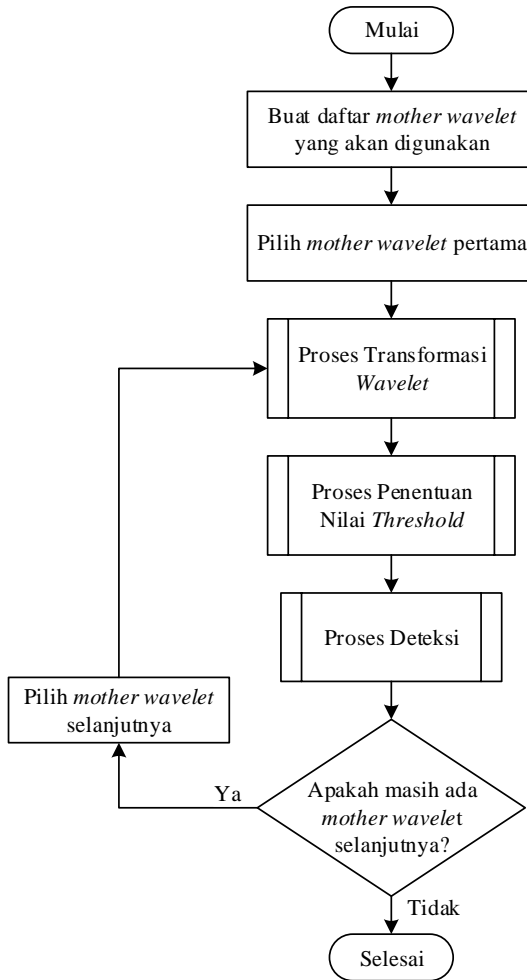 Mulai
Buat daftar mother wavelet
yang akan digunakan
Pilih mother wavelet pertama
Proses Transformasi
Wavelet
Proses Penentuan
Nilai Threshold
Proses Deteksi
Pilih mother wavelet
selanjutnya
Ya
Apakah masih ada
mother wavelet
selanjutnya?
Tidak
Selesai